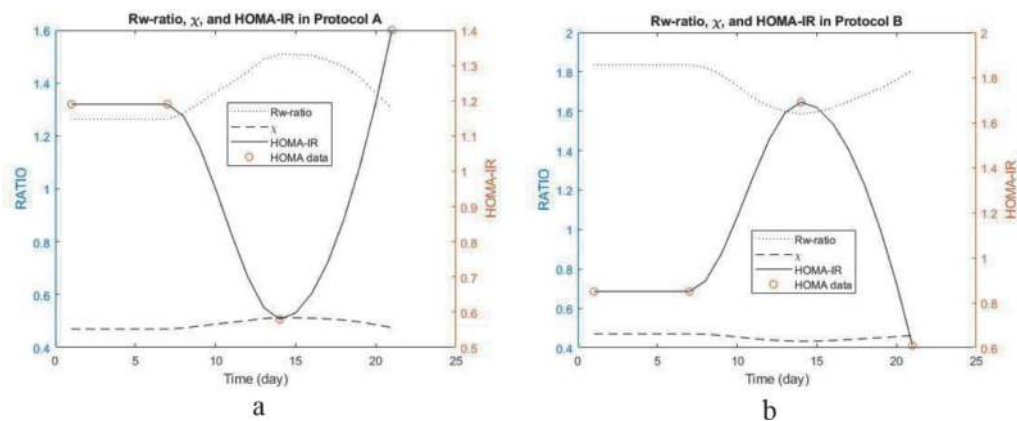 Rw-ratio, χ, and HOMA-IR in Protocol A
1.6
1.4
1.2
1
0.8
0.6
0.4
RATIO
1.4
1.3
1.2
1.1
1
0.9
0.8
0.7
0.6
0.5
HOMA-IR
Rw-ratio
χ
HOMA-IR
HOMA data
0 5 10 15 20 25
Time (day)
a
Rw-ratio, χ, and HOMA-IR in Protocol B
2
1.8
1.6
1.4
1.2
1
0.8
0.6
0.4
RATIO
2
1.8
1.6
1.4
1.2
1
0.8
0.6
HOMA-IR
Rw-ratio
χ
HOMA-IR
HOMA data
0 5 10 15 20 25
Time (day)
b